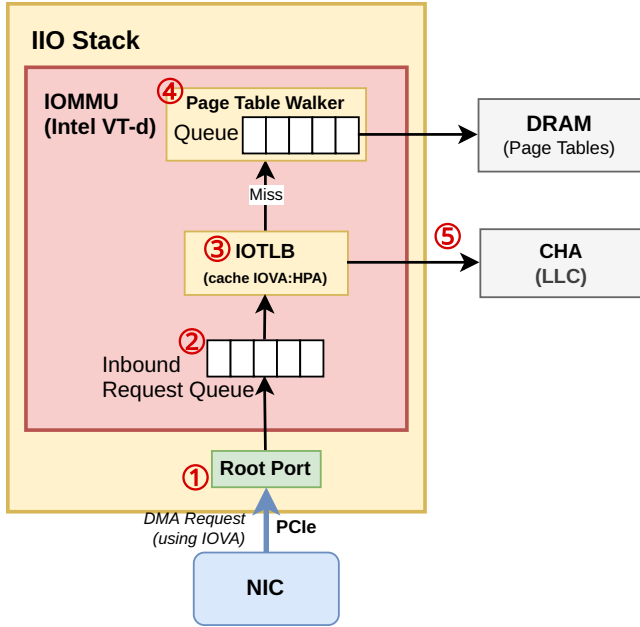 IIO Stack
IOMMU
(Intel VT-d)
④
Page Table Walker
Queue
DRAM
(Page Tables)
Miss
③ IOTLB
(cache IOVA:HPA)
⑤
CHA
(LLC)
②
Inbound
Request Queue
①
Root Port
DMA Request
(using IOVA)
PCIe
NIC